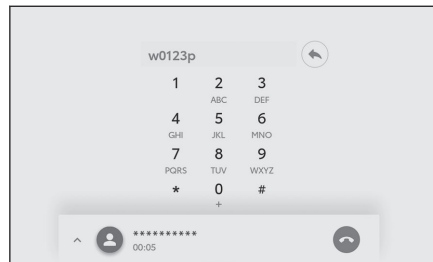 w0123p
1 2 3
ABC DEF
4 5 6
GHI JKL MNO
7 8 9
PQRS TUV WXYZ
* 0 #
+
**********
00:05